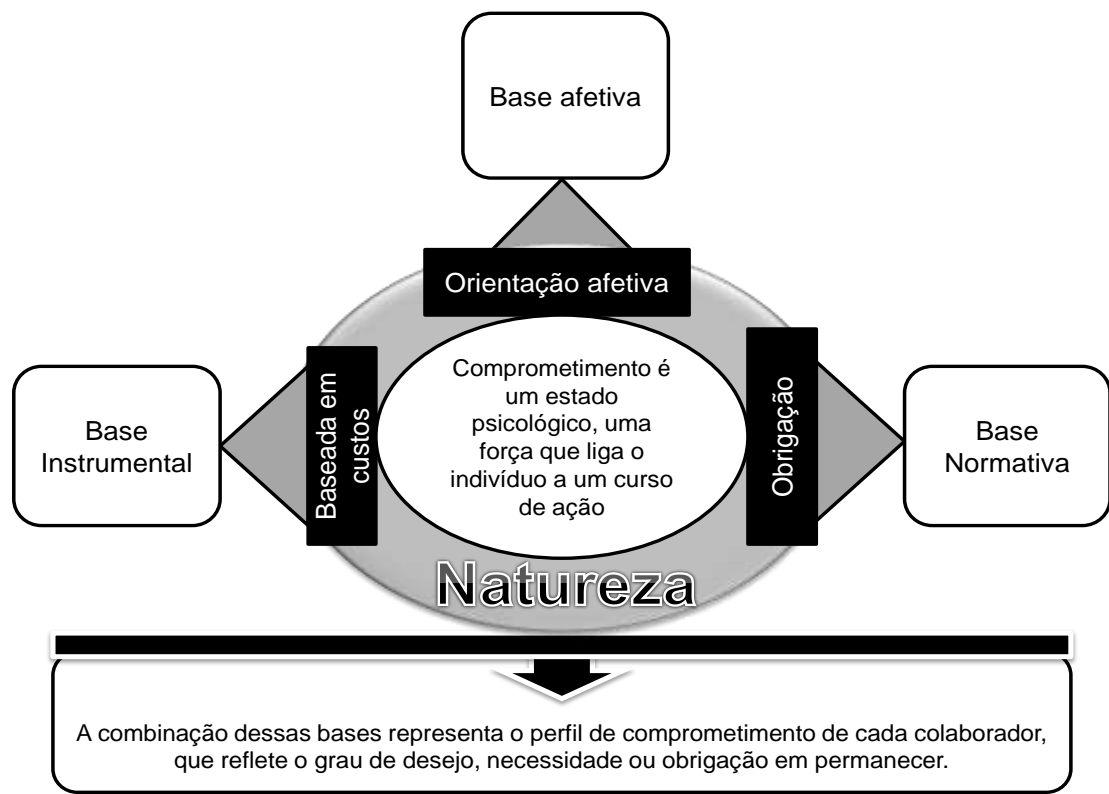 Base afetiva
Orientação afetiva
Base
Instrumental
Baseada em
custos
Comprometimento é
um estado
psicológico, uma
força que liga o
indivíduo a um curso
de ação
Obrigação
Base
Normativa
Natureza
A combinação dessas bases representa o perfil de comprometimento de cada colaborador,
que reflete o grau de desejo, necessidade ou obrigação em permanecer.